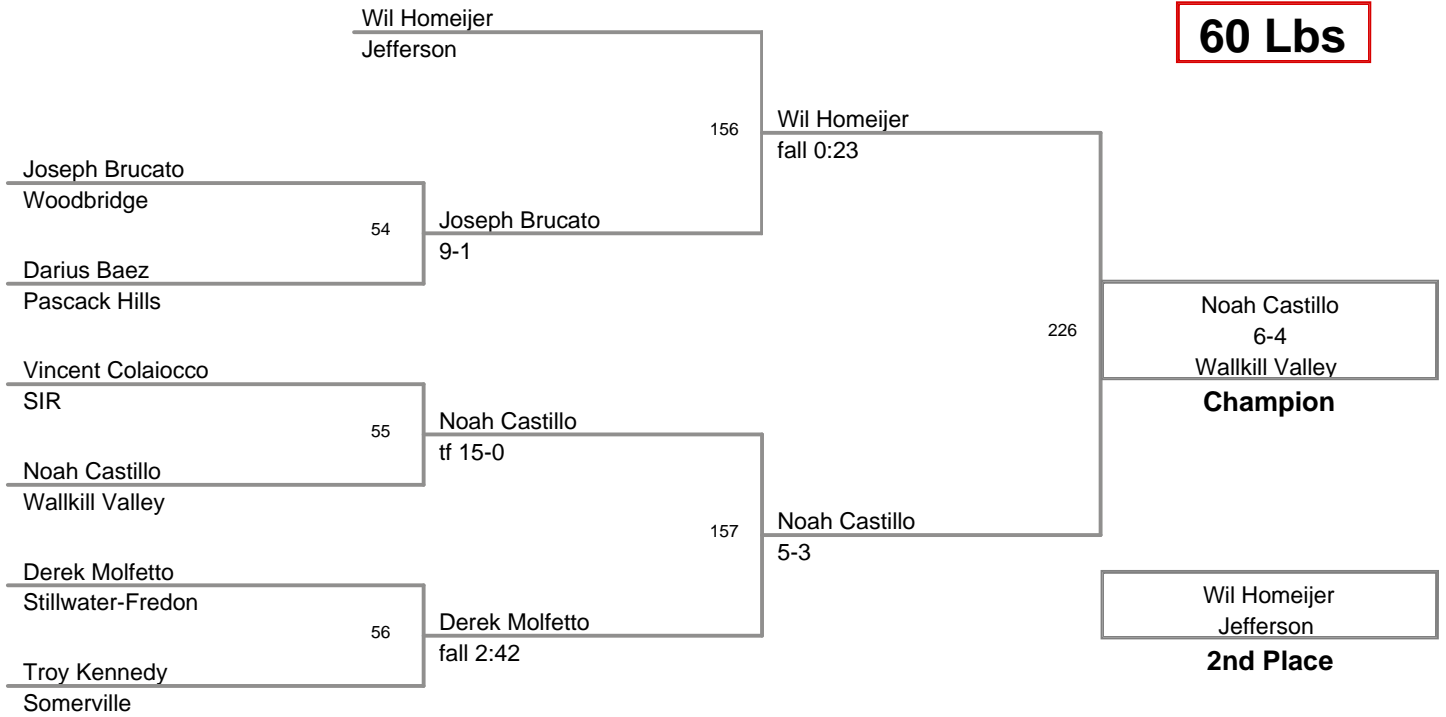 Wil Homeijer
Jefferson
60 Lbs
156
Wil Homeijer
fall 0:23
Joseph Brucato
Woodbridge
54
Joseph Brucato
9-1
Darius Baez
Pascack Hills
226
Noah Castillo
6-4
Wallkill Valley
Champion
Vincent Colaiocco
SIR
55
Noah Castillo
tf 15-0
Noah Castillo
Wallkill Valley
157
Noah Castillo
5-3
Derek Molfetto
Stillwater-Fredon
56
Derek Molfetto
fall 2:42
Troy Kennedy
Somerville
Wil Homeijer
Jefferson
2nd Place